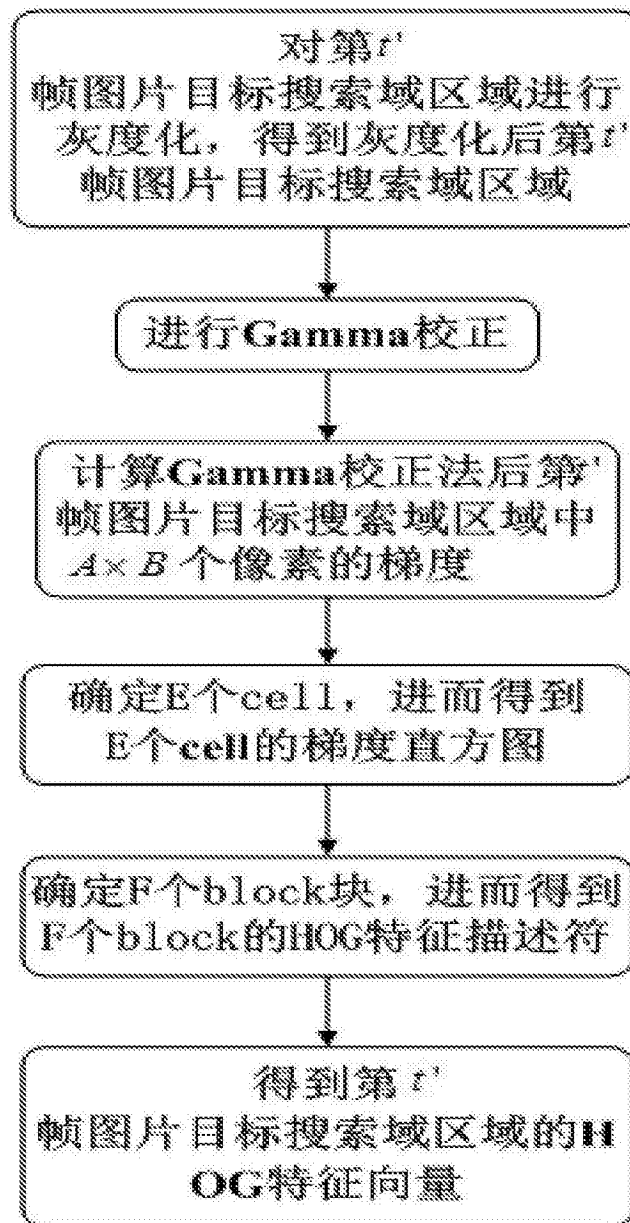 对第t'
帧图片目标搜索域区域进行
灰度化，得到灰度化后第t'
帧图片目标搜索域区域
进行Gamma校正
计算Gamma校正法后第t'
帧图片目标搜索域区域中
A×B个像素的梯度
确定E个cell，进而得到
E个cell的梯度直方图
确定F个block块，进而得到
F个block的HOG特征描述符
得到第t'
帧图片目标搜索域区域的H
OG特征向量